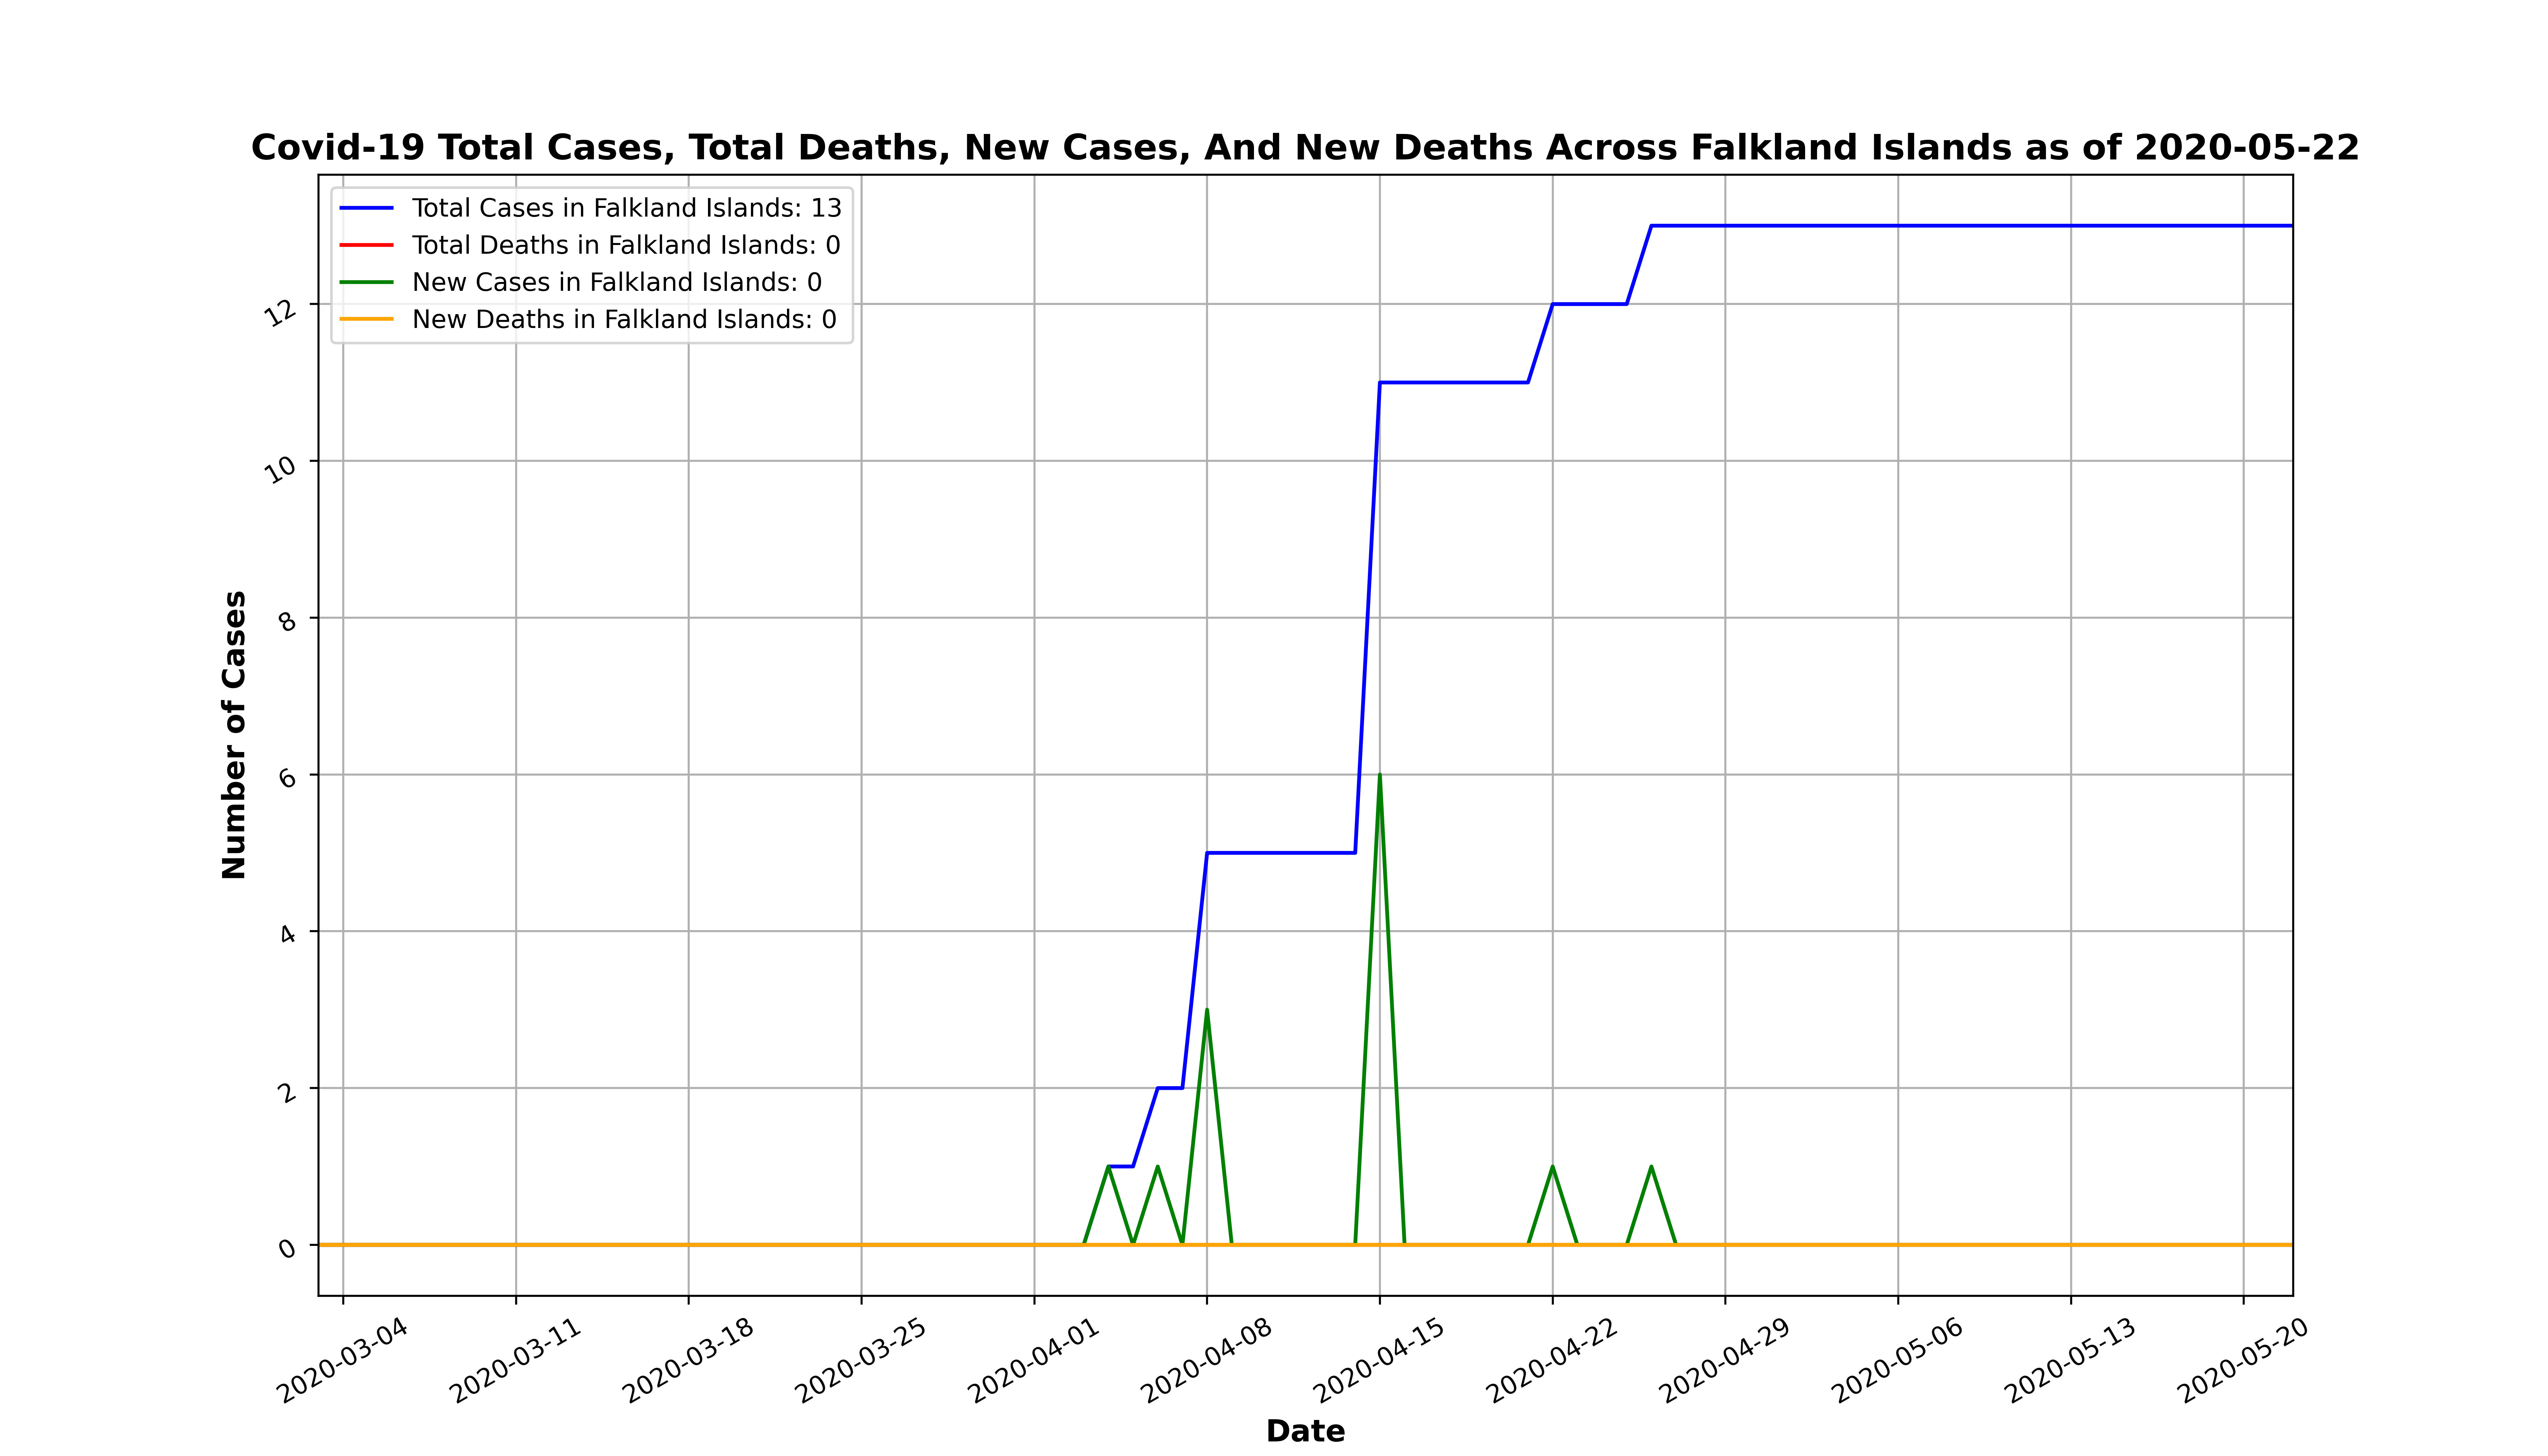 Covid-19 Total Cases, Total Deaths, New Cases, And New Deaths Across Falkland Islands as of 2020-05-22
Total Cases in Falkland Islands: 13
Total Deaths in Falkland Islands: 0
New Cases in Falkland Islands: 0
New Deaths in Falkland Islands: 0
Number of Cases
12
10
8
6
4
2
0
2020-03-04
2020-03-11
2020-03-18
2020-03-25
2020-04-01
2020-04-08
2020-04-15
2020-04-22
2020-04-29
2020-05-06
2020-05-13
2020-05-20
Date